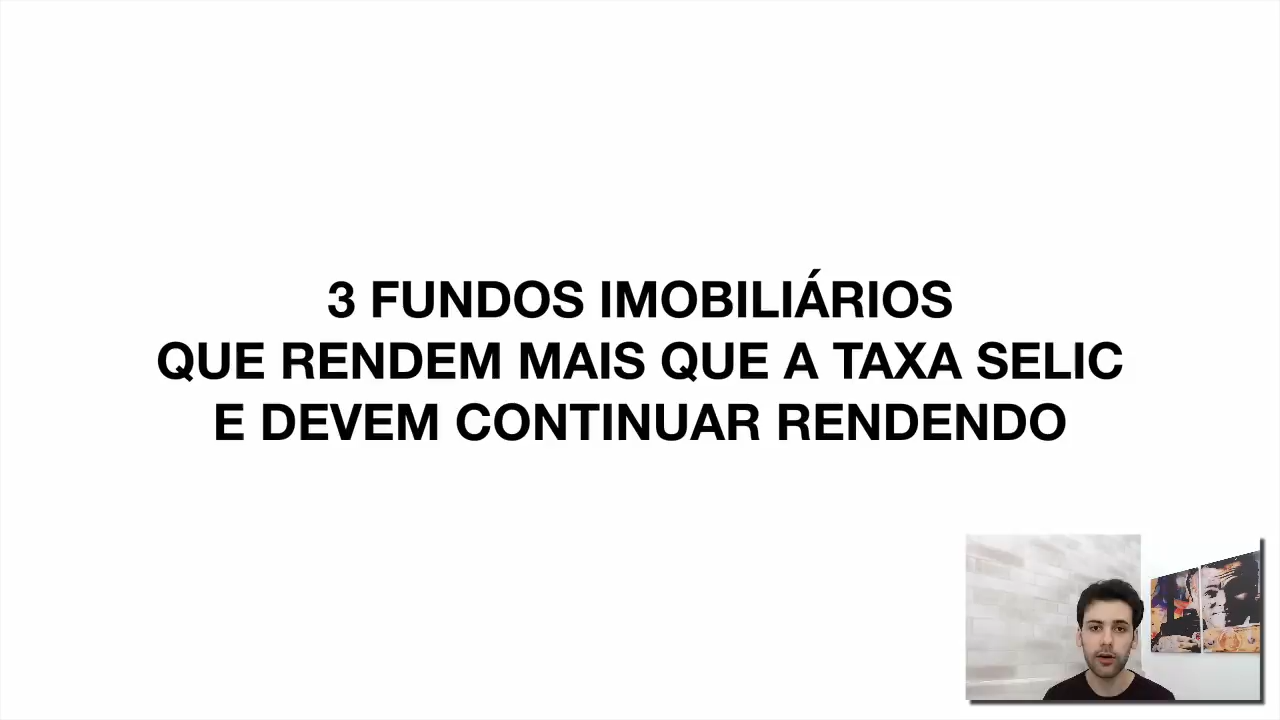 3 FUNDOS IMOBILIÁRIOS
QUE RENDEM MAIS QUE A TAXA SELIC
E DEVEM CONTINUAR RENDENDO